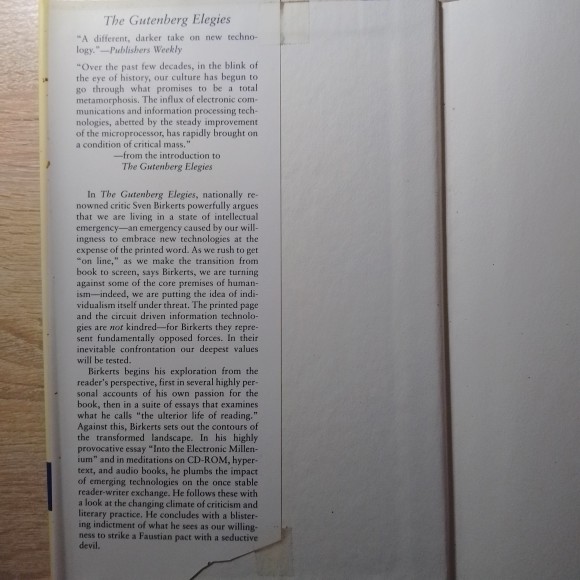 The Gutenberg Elegies
“A different, darker take on new techno-
logy.”—Publishers Weekly
“Over the past few decades, in the blink of
the eye of history, our culture has begun to
go through what promises to be a total
metamorphosis. The influx of electronic com-
munications and information processing tech-
nologies, abetted by the steady improvement
of the microprocessor, has rapidly brought on
a condition of critical mass.”
—from the introduction to
The Gutenberg Elegies
In The Gutenberg Elegies, nationally re-
nowned critic Sven Birkerts powerfully argues
that we are living in a state of intellectual
emergency—an emergency caused by our will-
ingness to embrace new technologies at the
expense of the printed word. As we rush to get
“on line,” as we make the transition from
book to screen, says Birkerts, we are turning
against some of the core premises of human-
ism—indeed, we are putting the idea of indi-
vidualism itself under threat. The printed page
and the circuit driven information technolo-
gies are not kindred—for Birkerts they repre-
sent fundamentally opposed forces. In their
inevitable confrontation our deepest values
will be tested.
Birkerts begins his exploration from the
reader’s perspective, first in several highly per-
sonal accounts of his own passion for the
book, then in a suite of essays that examines
what he calls “the ulterior life of reading.”
Against this, Birkerts sets out the contours of
the transformed landscape. In his highly
provocative essay “Into the Electronic Millen-
ium” and in meditations on CD-ROM, hyper-
text, and audio books, he plumbs the impact
of emerging technologies on the once stable
reader-writer exchange. He follows these with
a look at the changing climate of criticism and
literary practice. He concludes with a blister-
ing indictment of what he sees as our willing-
ness to strike a Faustian pact with a seductive
devil.